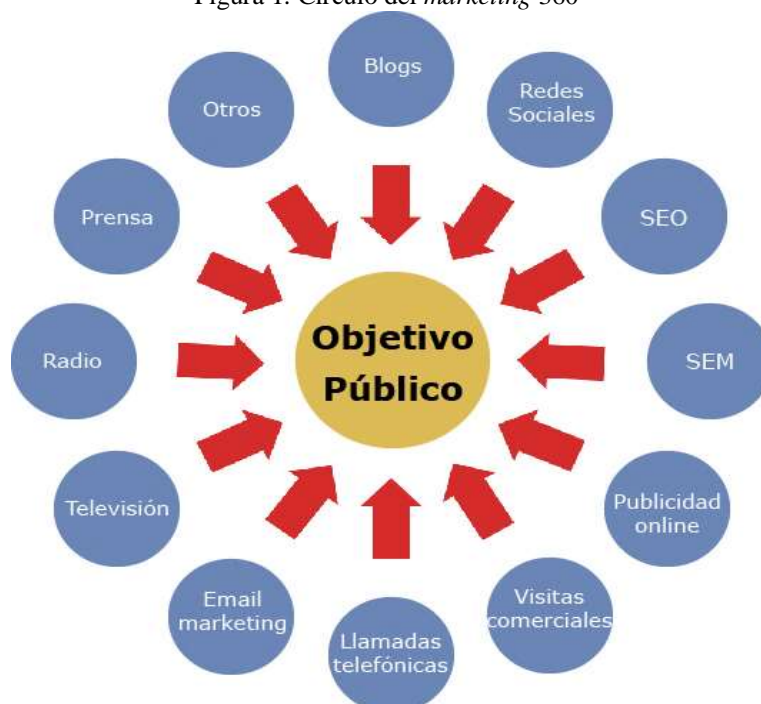 Figura 1. Círculo del marketing 360
Blogs
Redes
Sociales
SEO
SEM
Publicidad
online
Visitas
comerciales
Llamadas
telefónicas
Email
marketing
Televisión
Radio
Prensa
Otros
Objetivo
Público